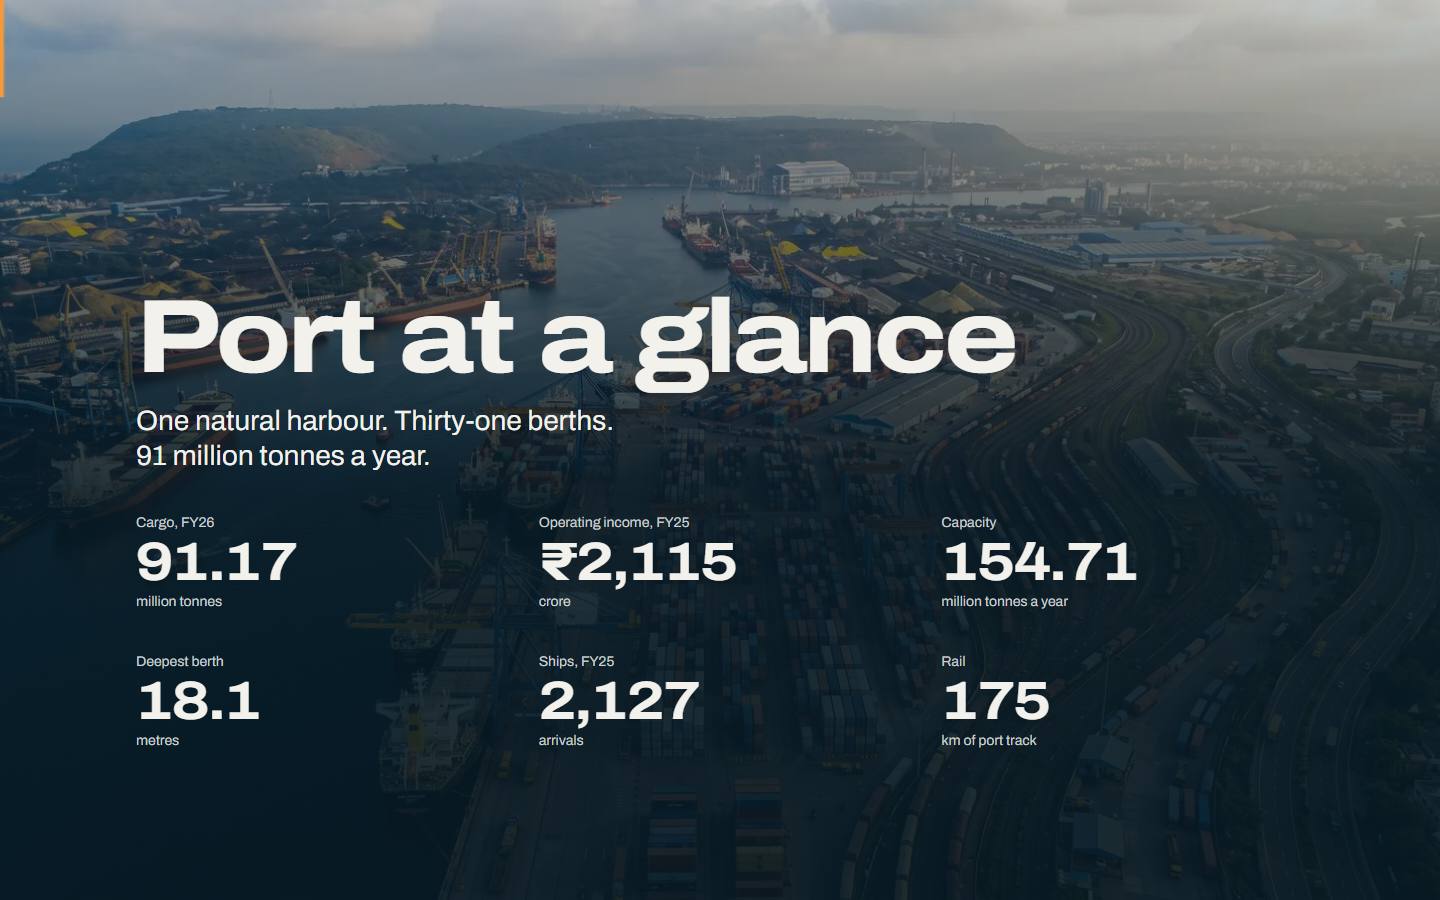 Port at a glance
One natural harbour. Thirty-one berths.
91 million tonnes a year.
Cargo, FY26
91.17
million tonnes
Operating income, FY25
₹2,115
crore
Capacity
154.71
million tonnes a year
Deepest berth
18.1
metres
Ships, FY25
2,127
arrivals
Rail
175
km of port track